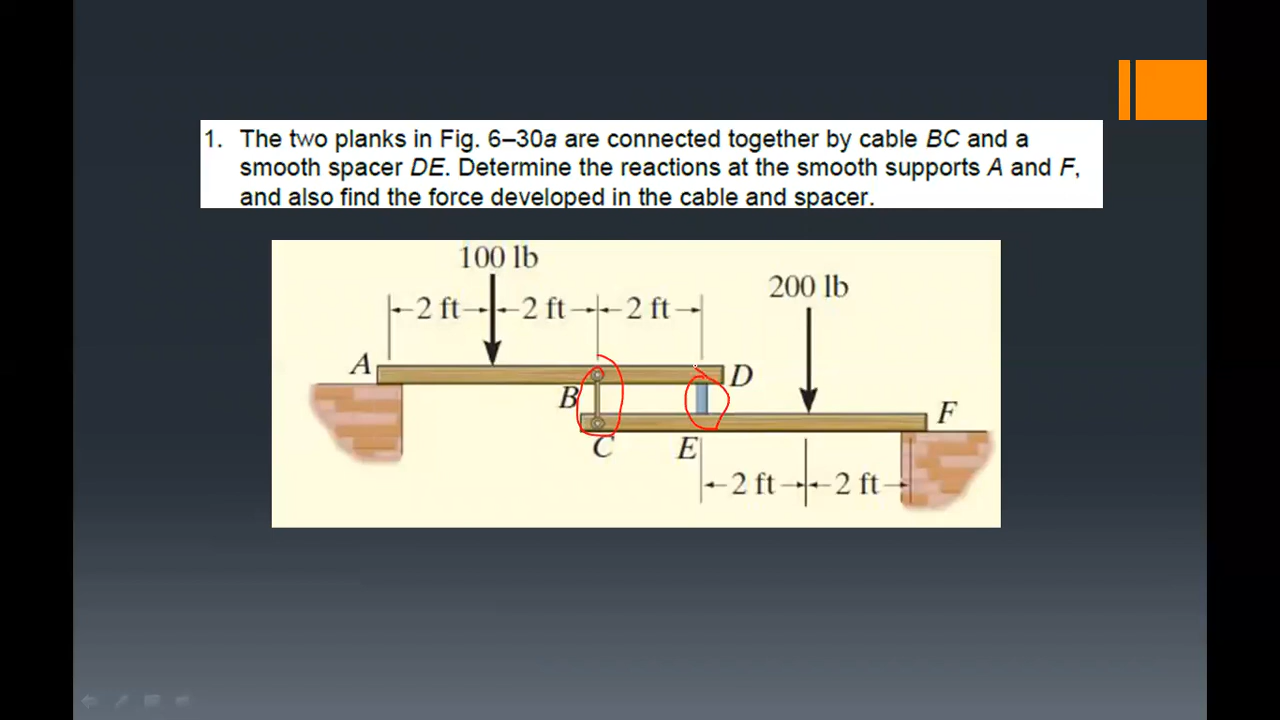 1. The two planks in Fig. 6–30a are connected together by cable BC and a
smooth spacer DE. Determine the reactions at the smooth supports A and F,
and also find the force developed in the cable and spacer.
100 lb
200 lb
2 ft 2 ft 2 ft
A
D
B
F
C
E
2 ft 2 ft